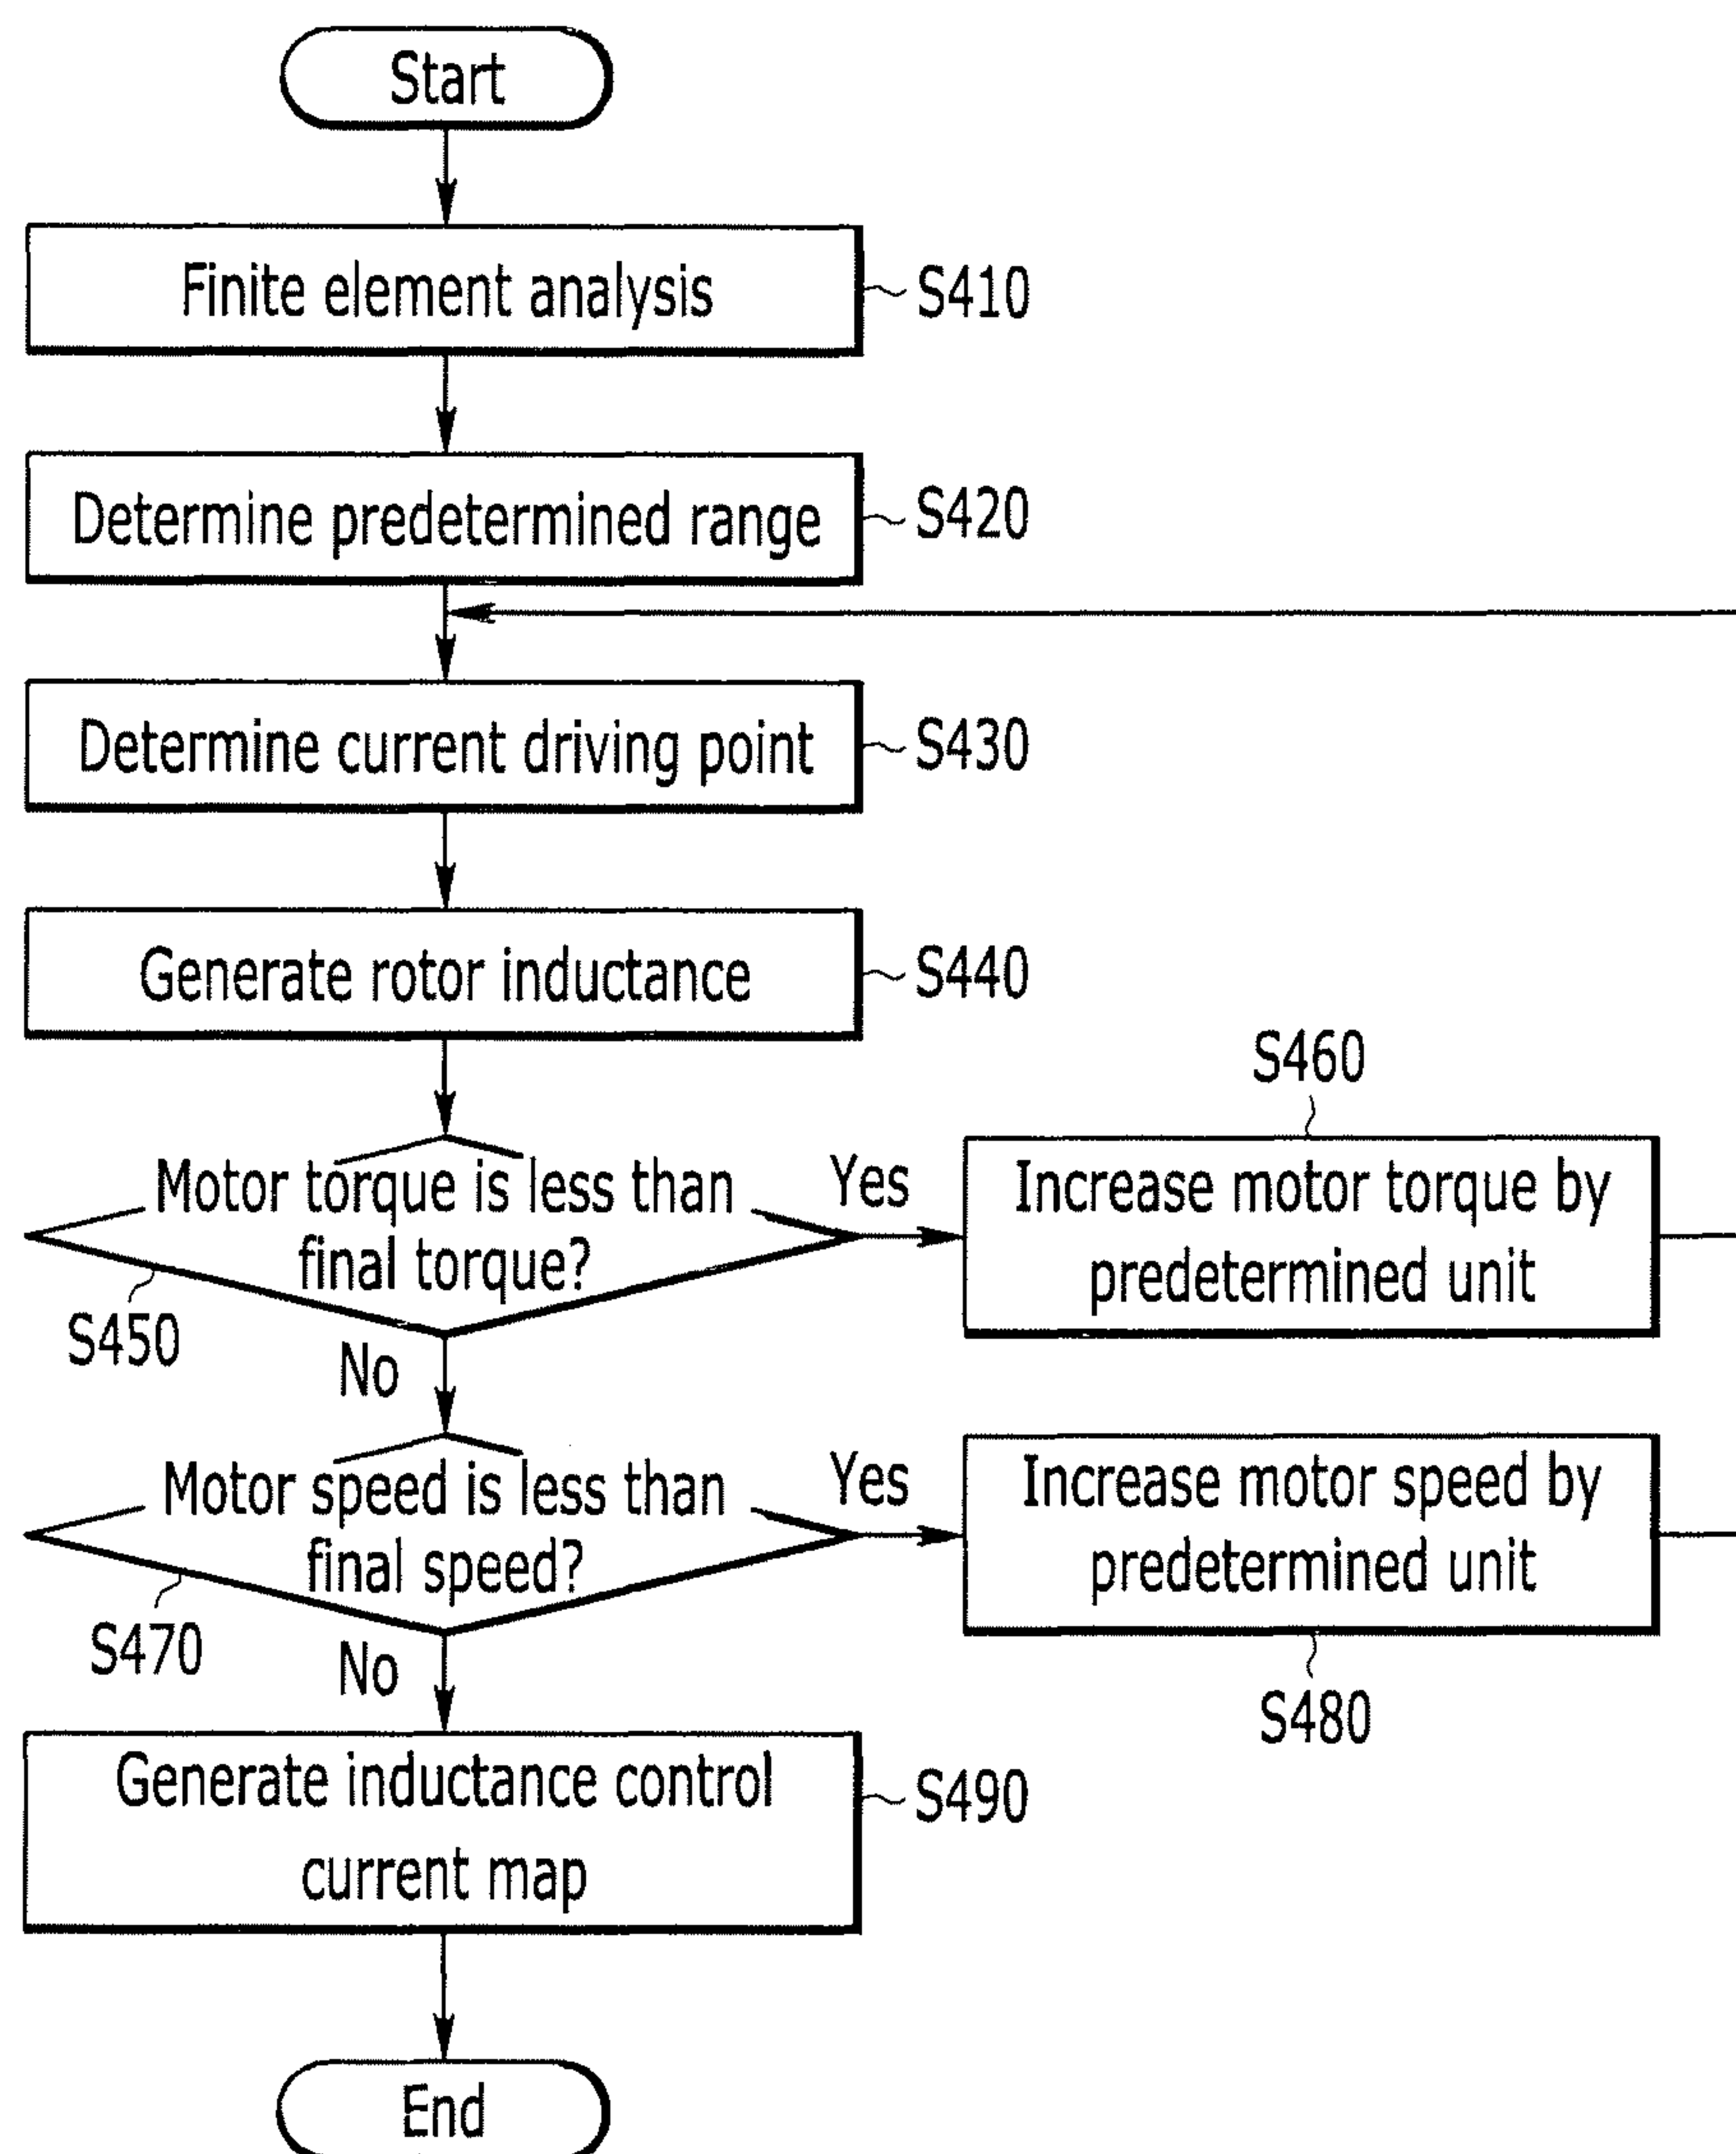 Start
Finite element analysis
S410
Determine predetermined range
S420
Determine current driving point
S430
Generate rotor inductance
S440
Motor torque is less than
final torque?
S450
Yes
No
S460
Increase motor torque by
predetermined unit
Motor speed is less than
final speed?
S470
Yes
No
Increase motor speed by
predetermined unit
S480
Generate inductance control
current map
S490
End